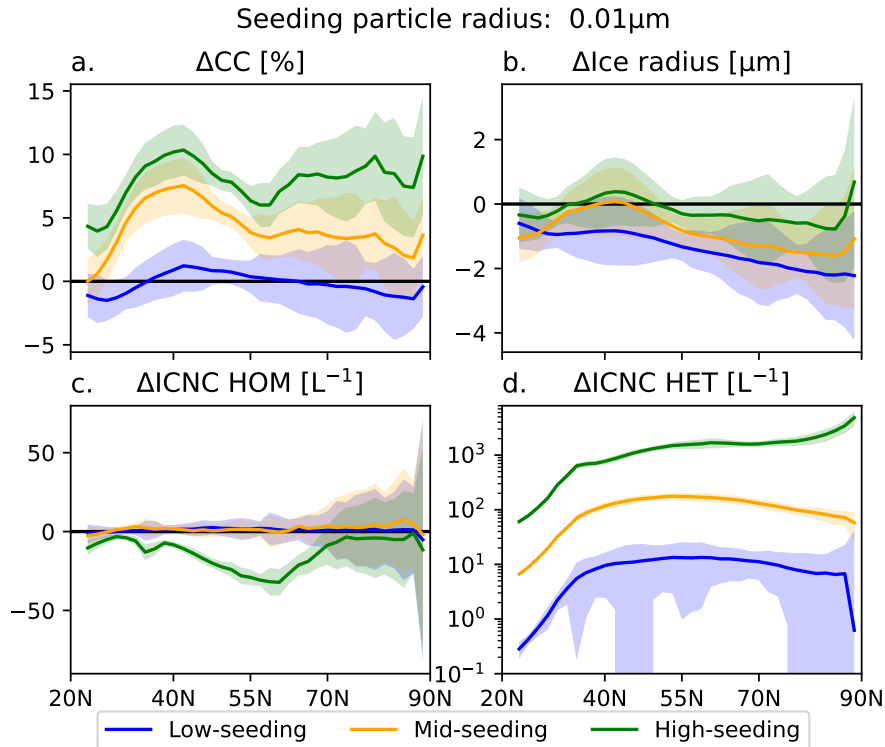 Seeding particle radius: 0.01μm
a. ΔCC [%]
b. ΔIce radius [μm]
15
10
5
0
−5
2
0
−2
−4
c. ΔICNC HOM [L⁻¹]
d. ΔICNC HET [L⁻¹]
50
0
−50
10³
10²
10¹
10⁰
10⁻¹
20N 40N 55N 70N 90N
20N 40N 55N 70N 90N
Low-seeding Mid-seeding High-seeding